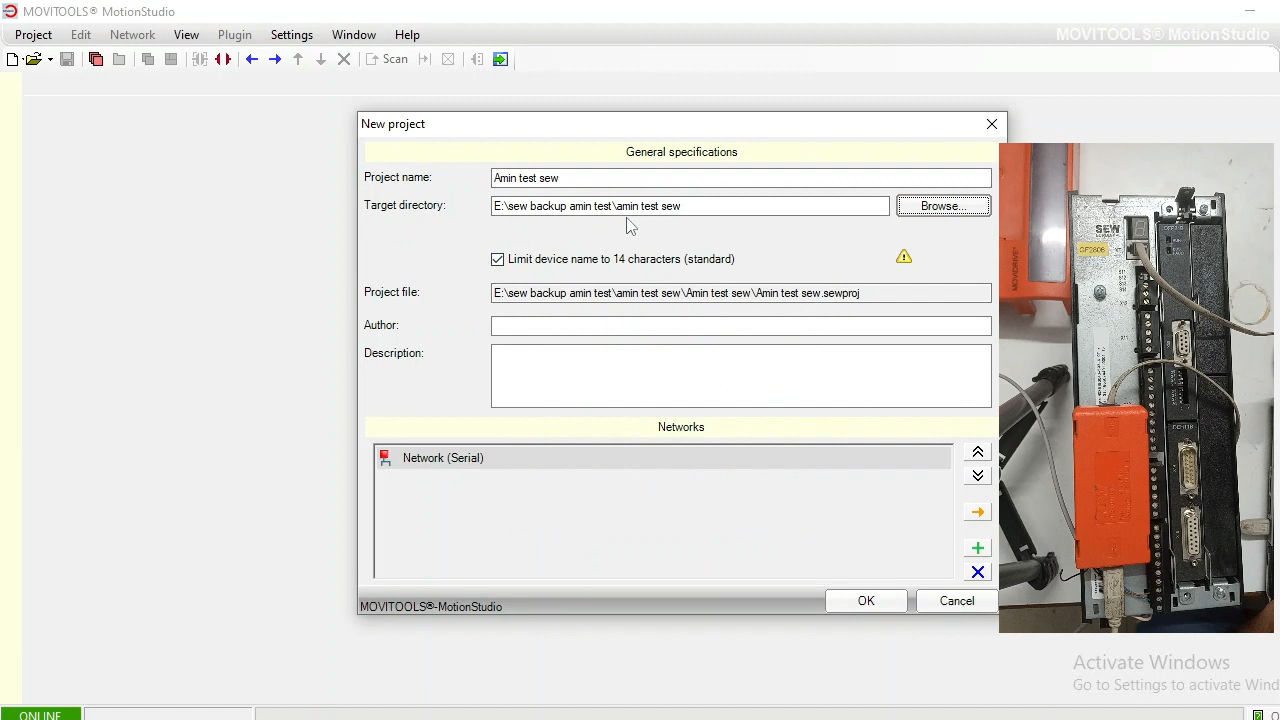 MOVITOOLS® MotionStudio
Project Edit Network View Plugin Settings Window Help
MOVITOOLS® MotionStudio
Scan
New project
General specifications
Project name: Amin test sew
Target directory: E:\sew backup amin test\amin test sew Browse...
Limit device name to 14 characters (standard)
Project file: E:\sew backup amin test\amin test sew\Amin test sew\Amin test sew.sewproj
Author:
Description:
Networks
Network (Serial)
OK Cancel
MOVITOOLS®-MotionStudio
SEW
GF2806
MOVIDRIVE®
Activate Windows
Go to Settings to activate Wind
ONLINE